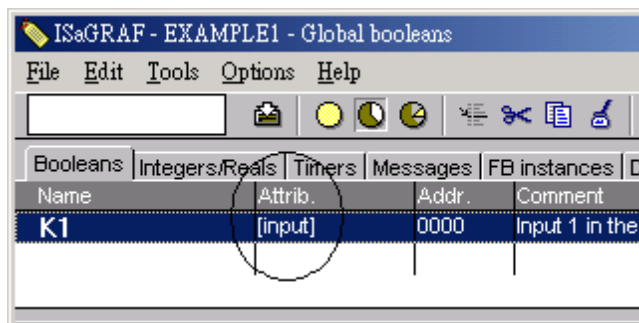 ISaGRAF - EXAMPLE1 - Global booleans
File Edit Tools Options Help
Booleans Integers/Reals Timers Messages FB instances D
Name Attrib. Addr. Comment
K1 [input] 0000 Input 1 in the